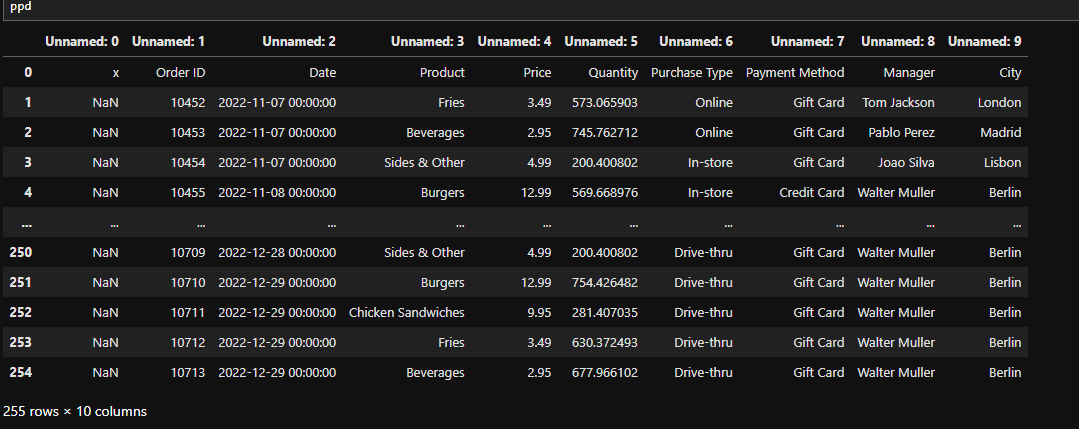 ppd
Unnamed: 0 Unnamed: 1 Unnamed: 2 Unnamed: 3 Unnamed: 4 Unnamed: 5 Unnamed: 6 Unnamed: 7 Unnamed: 8 Unnamed: 9
0 x Order ID Date Product Price Quantity Purchase Type Payment Method Manager City
1 NaN 10452 2022-11-07 00:00:00 Fries 3.49 573.065903 Online Gift Card Tom Jackson London
2 NaN 10453 2022-11-07 00:00:00 Beverages 2.95 745.762712 Online Gift Card Pablo Perez Madrid
3 NaN 10454 2022-11-07 00:00:00 Sides & Other 4.99 200.400802 In-store Gift Card Joao Silva Lisbon
4 NaN 10455 2022-11-08 00:00:00 Burgers 12.99 569.668976 In-store Credit Card Walter Muller Berlin
... ... ... ... ... ... ... ... ... ... ...
250 NaN 10709 2022-12-28 00:00:00 Sides & Other 4.99 200.400802 Drive-thru Gift Card Walter Muller Berlin
251 NaN 10710 2022-12-29 00:00:00 Burgers 12.99 754.426482 Drive-thru Gift Card Walter Muller Berlin
252 NaN 10711 2022-12-29 00:00:00 Chicken Sandwiches 9.95 281.407035 Drive-thru Gift Card Walter Muller Berlin
253 NaN 10712 2022-12-29 00:00:00 Fries 3.49 630.372493 Drive-thru Gift Card Walter Muller Berlin
254 NaN 10713 2022-12-29 00:00:00 Beverages 2.95 677.966102 Drive-thru Gift Card Walter Muller Berlin
255 rows × 10 columns